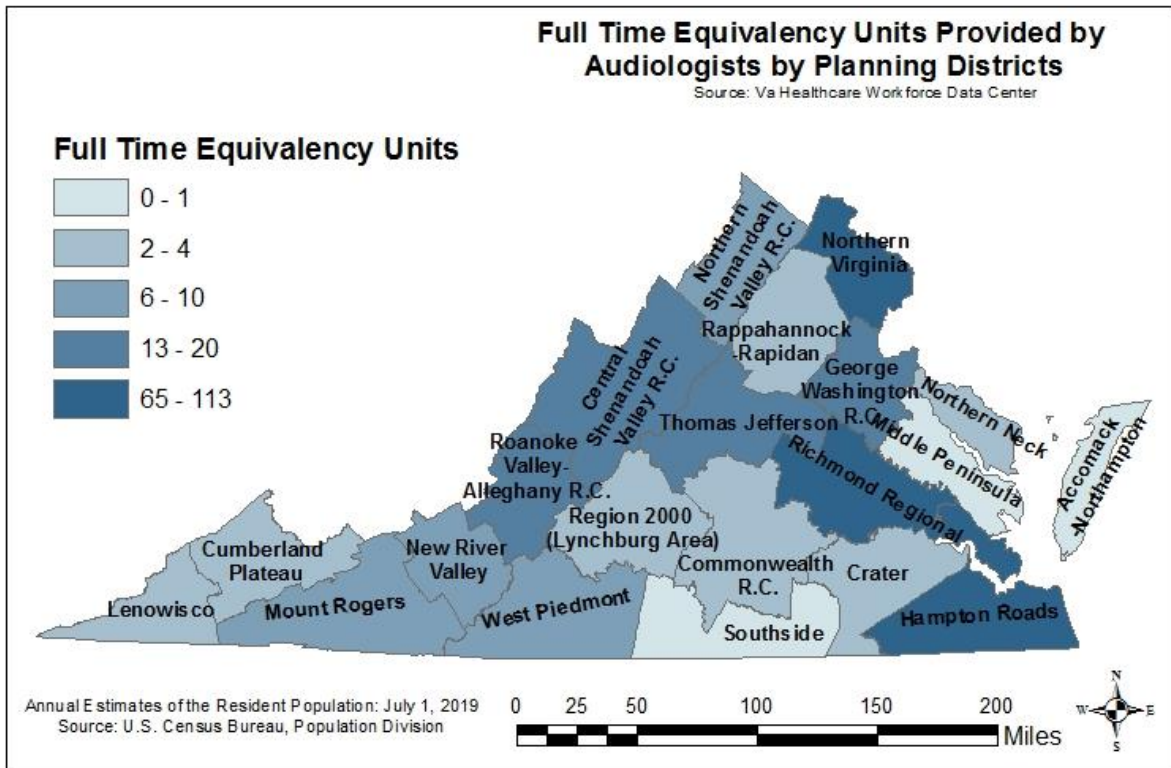 Full Time Equivalency Units Provided by
Audiologists by Planning Districts
Source: Va Healthcare Workforce Data Center
Full Time Equivalency Units
0 - 1
2 - 4
6 - 10
13 - 20
65 - 113
Northern
Shenandoah
Valley R.C.
Northern
Virginia
Rappahannock
-Rapidan
Central
Shenandoah
Valley R.C.
George
Washington
R.C.
Northern Neck
Thomas Jefferson
Middle Peninsula
Accomack
-Northampton
Roanoke
Valley-
Alleghany R.C.
Richmond Regional
Region 2000
(Lynchburg Area)
Cumberland
Plateau
New River
Valley
Commonwealth
R.C.
Crater
Lenowisco
Mount Rogers
West Piedmont
Southside
Hampton Roads
Annual Estimates of the Resident Population: July 1, 2019
Source: U.S. Census Bureau, Population Division
0 25 50 100 150 200
Miles
N
W E
S